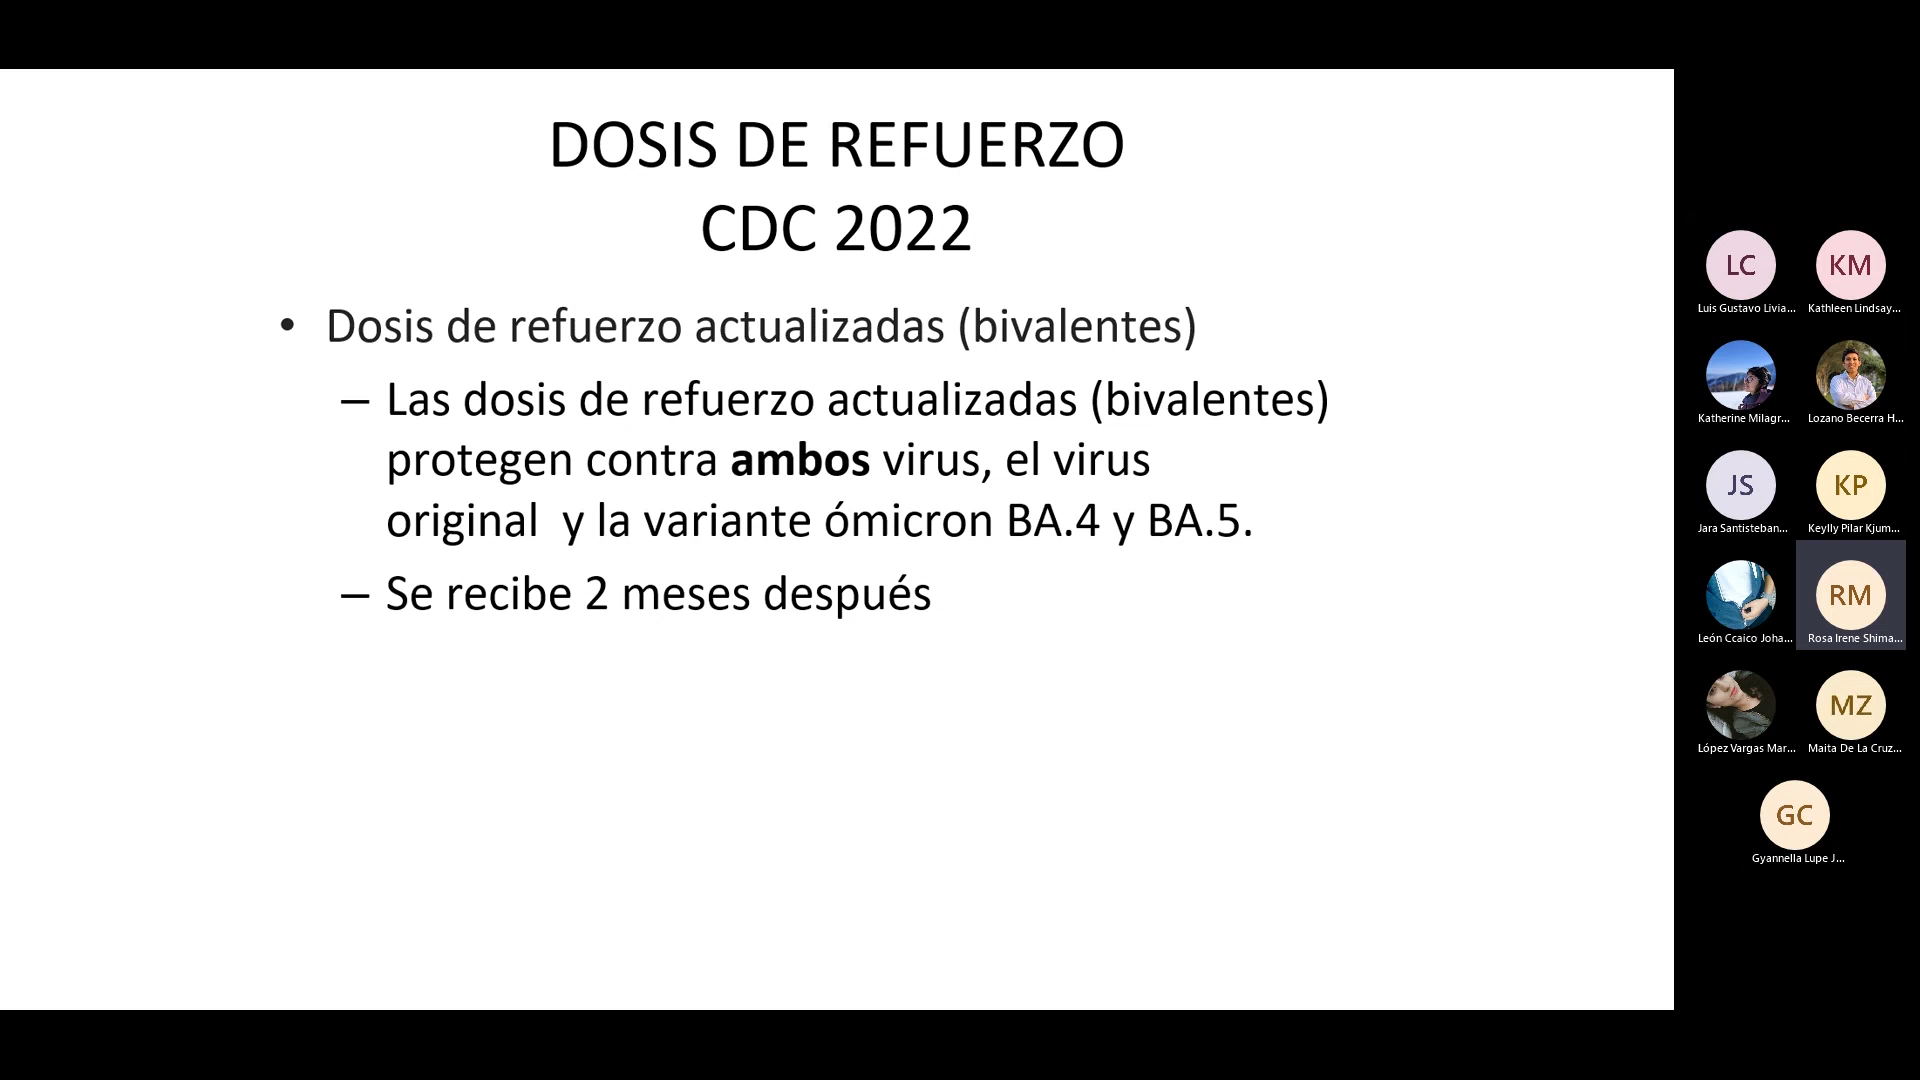 DOSIS DE REFUERZO
CDC 2022
• Dosis de refuerzo actualizadas (bivalentes)
– Las dosis de refuerzo actualizadas (bivalentes)
protegen contra ambos virus, el virus
original y la variante ómicron BA.4 y BA.5.
– Se recibe 2 meses después
LC
KM
Luis Gustavo Livia...
Kathleen Lindsay...
Katherine Milagr...
Lozano Becerra H...
JS
KP
Jara Santisteban...
Keylly Pilar Kjum...
RM
León Ccaico Joha...
Rosa Irene Shima...
MZ
López Vargas Mar...
Maita De La Cruz...
GC
Gyannella Lupe J...